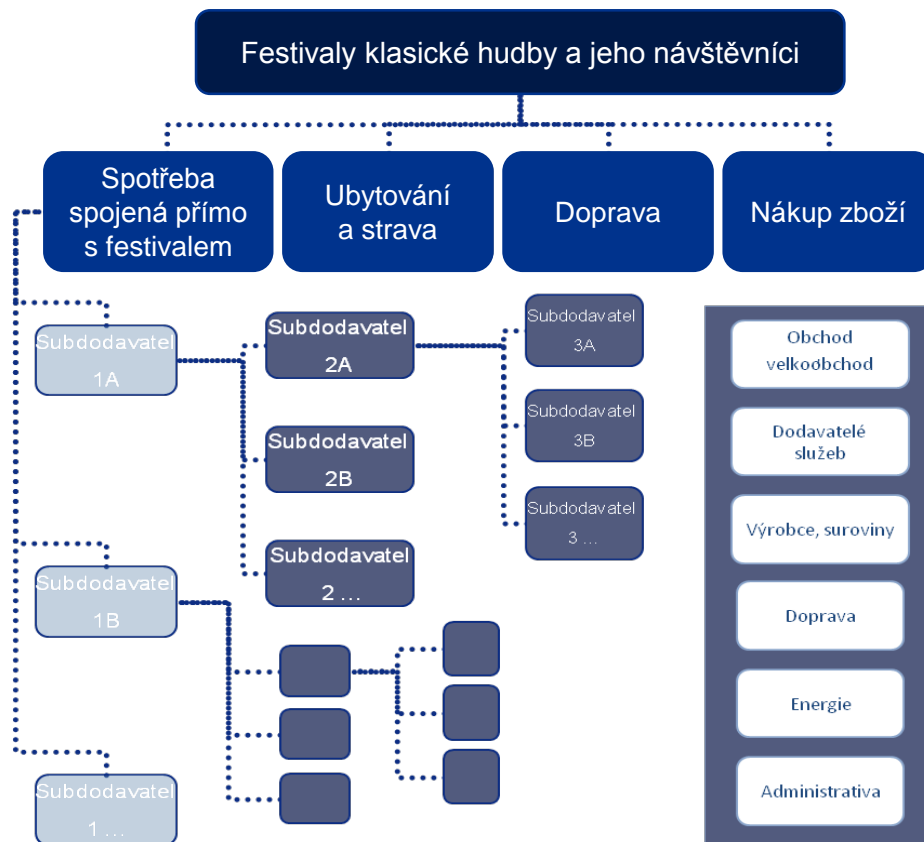 Festivaly klasické hudby a jeho návštěvníci
Spotřeba
spojená přímo
s festivalem
Ubytování
a strava
Doprava
Nákup zboží
Subdodavatel
1A
Subdodavatel
2A
Subdodavatel
3A
Subdodavatel
2B
Subdodavatel
3B
Subdodavatel
2 ...
Subdodavatel
3 ...
Subdodavatel
1B
Subdodavatel
1 ...
Obchod
velkoobchod
Dodavatelé
služeb
Výrobce, suroviny
Doprava
Energie
Administrativa